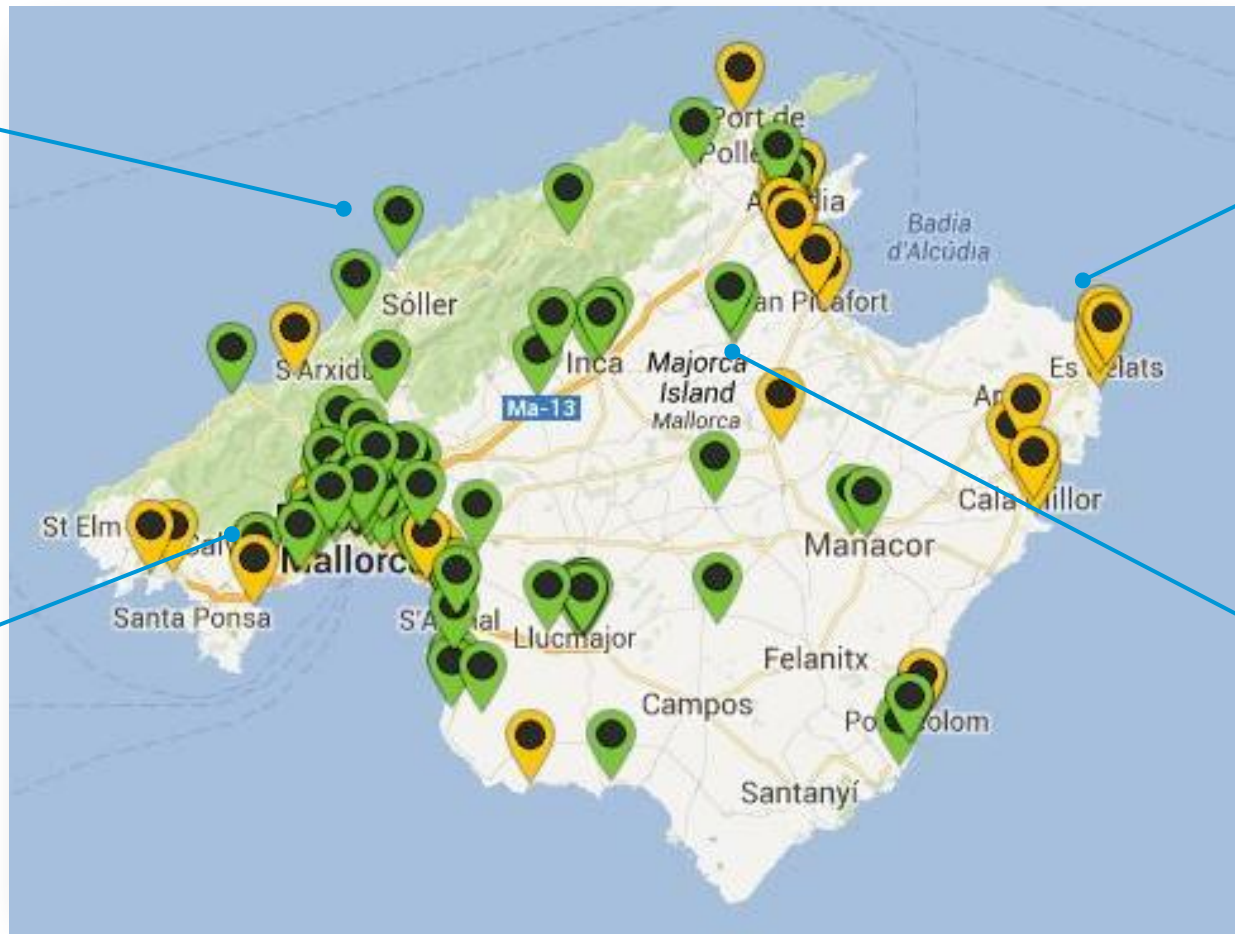 Port de
Badia
d'Alcúdia
Sóller
Inca
Majorca
Island
Mallorca
Ma-13
St Elm
Mallorca
Santa Ponsa
Manacor
Llucmajor
Felanitx
Campos
Santanyí